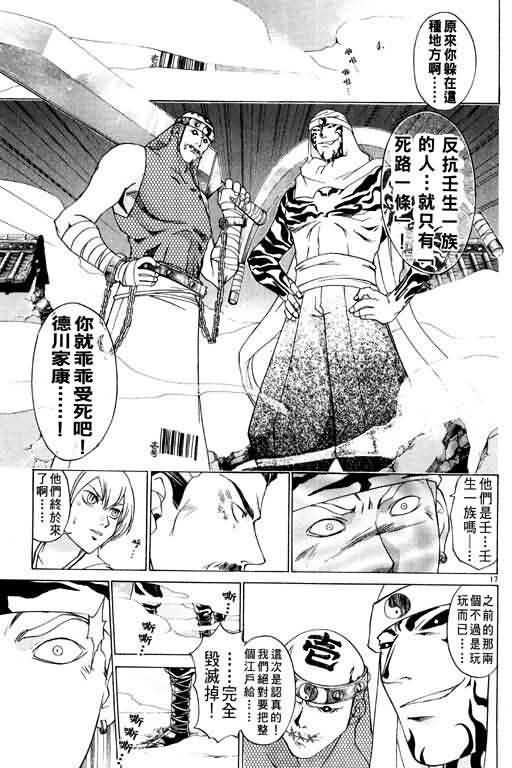 原來你躲在這
種地方啊……
反抗壬生一族
的人…就只有「
死路一條」！
你就乖乖受死吧！
德川家康……！
壱
他們是壬…壬
生一族嗎……
他們終於來
了啊……
17
之前的那兩
個不過是玩
玩而已……
壱
這次是認真的！
我們絕對要把整
個江戶給……
……完全
毀滅掉！